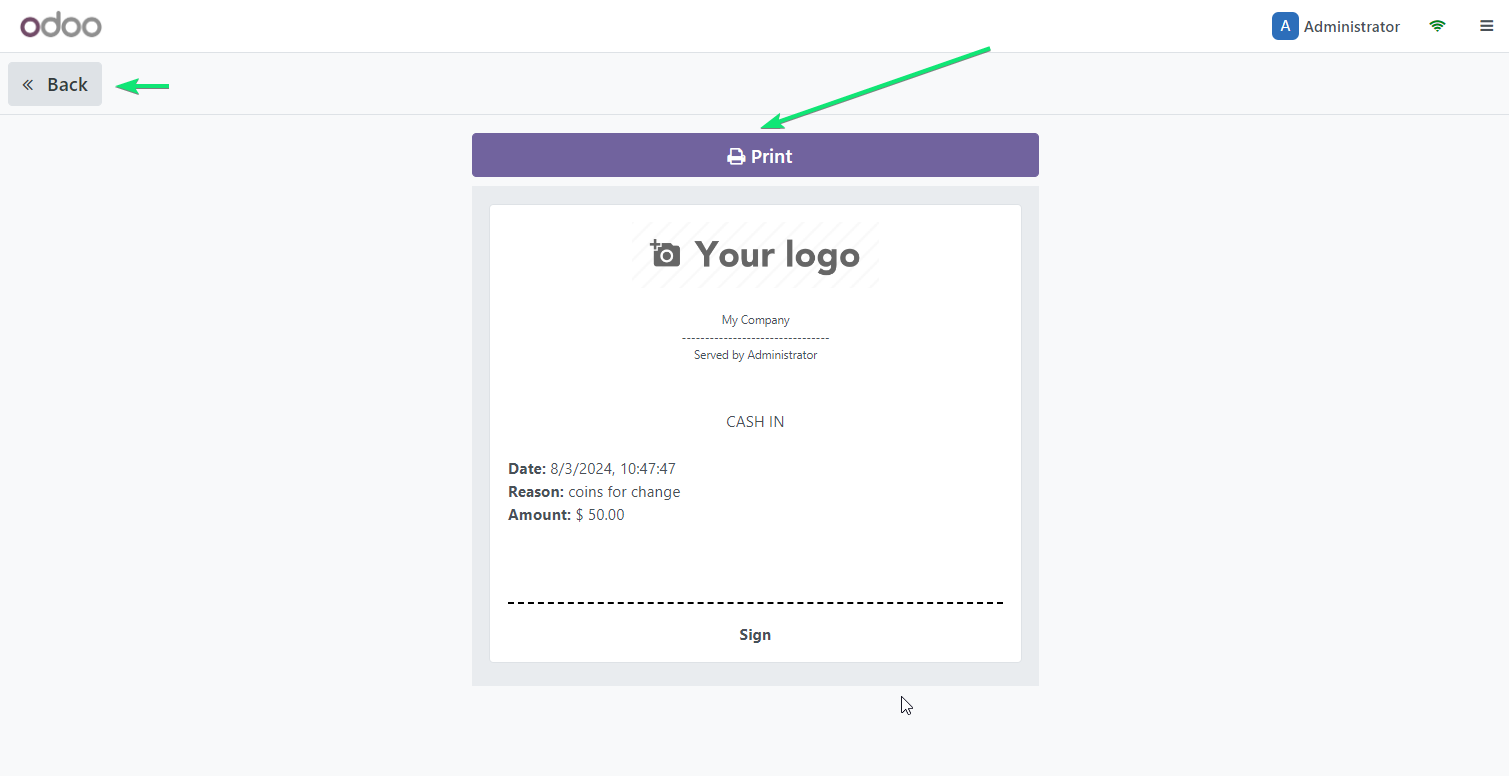 odoo
A Administrator
Back
Print
Your logo
My Company
--------------------------------
Served by Administrator
CASH IN
Date: 8/3/2024, 10:47:47
Reason: coins for change
Amount: $ 50.00
Sign